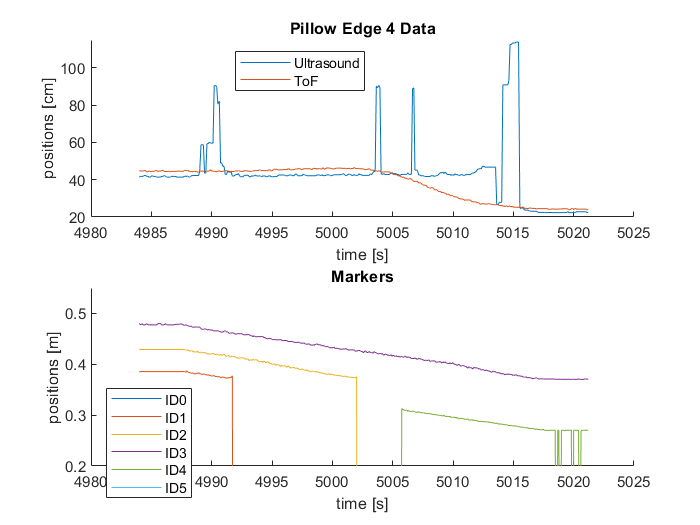 Pillow Edge 4 Data
positions [cm]
100
80
60
40
20
Ultrasound
ToF
4980 4985 4990 4995 5000 5005 5010 5015 5020 5025
time [s]
Markers
positions [m]
0.5
0.4
0.3
0.2
ID0
ID1
ID2
ID3
ID4
ID5
4980 4990 4995 5000 5005 5010 5015 5020 5025
time [s]